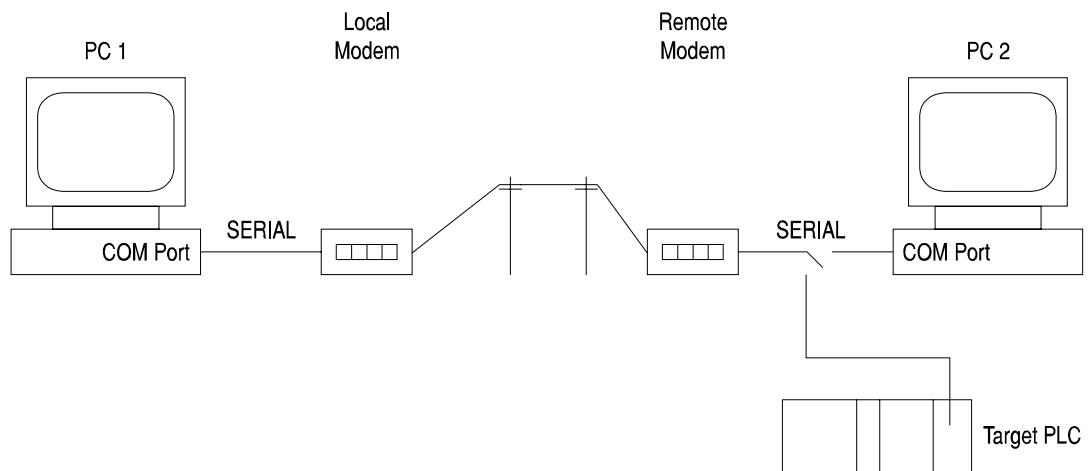 PC 1
Local
Modem
Remote
Modem
PC 2
COM Port
SERIAL
SERIAL
COM Port
Target PLC